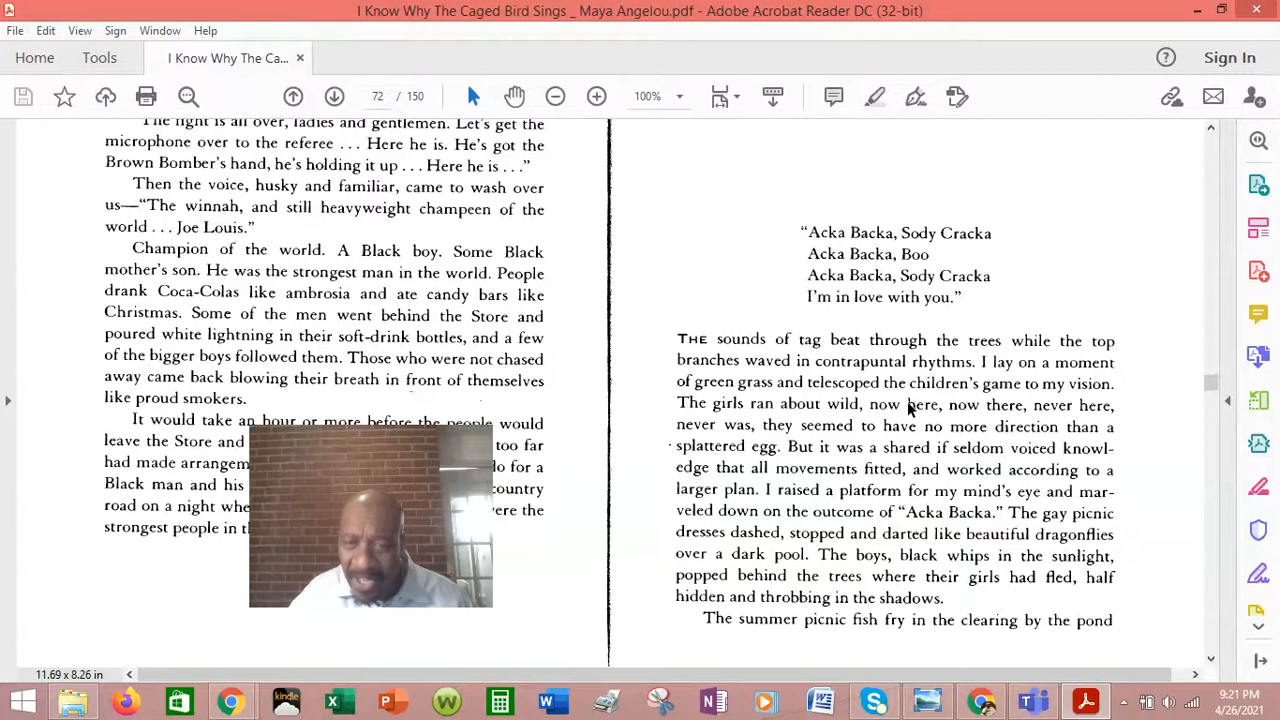 I Know Why The Caged Bird Sings _ Maya Angelou.pdf - Adobe Acrobat Reader DC (32-bit)
File Edit View Sign Window Help
Home Tools I Know Why The Ca... × Sign In
72 / 150 100%
"The fight is all over, ladies and gentlemen. Let's get the
microphone over to the referee . . . Here he is. He's got the
Brown Bomber's hand, he's holding it up . . . Here he is . . ."
Then the voice, husky and familiar, came to wash over
us—"The winnah, and still heavyweight champeen of the
world . . . Joe Louis."
Champion of the world. A Black boy. Some Black
mother's son. He was the strongest man in the world. People
drank Coca-Colas like ambrosia and ate candy bars like
Christmas. Some of the men went behind the Store and
poured white lightning in their soft-drink bottles, and a few
of the bigger boys followed them. Those who were not chased
away came back blowing their breath in front of themselves
like proud smokers.
It would take an hour or more before the people would
leave the Store and too far
had made arrangem do for a
Black man and his country
road on a night whe ere the
strongest people in t
"Acka Backa, Sody Cracka
Acka Backa, Boo
Acka Backa, Sody Cracka
I'm in love with you."
THE sounds of tag beat through the trees while the top
branches waved in contrapuntal rhythms. I lay on a moment
of green grass and telescoped the children's game to my vision.
The girls ran about wild, now here, now there, never here,
never was, they seemed to have no more direction than a
splattered egg. But it was a shared if seldom voiced knowl-
edge that all movements fitted, and worked according to a
larger plan. I raised a platform for my mind's eye and mar-
veled down on the outcome of "Acka Backa." The gay picnic
dresses dashed, stopped and darted like beautiful dragonflies
over a dark pool. The boys, black whips in the sunlight,
popped behind the trees where their girls had fled, half
hidden and throbbing in the shadows.
The summer picnic fish fry in the clearing by the pond
11.69 x 8.26 in
kindle
9:21 PM
4/26/2021